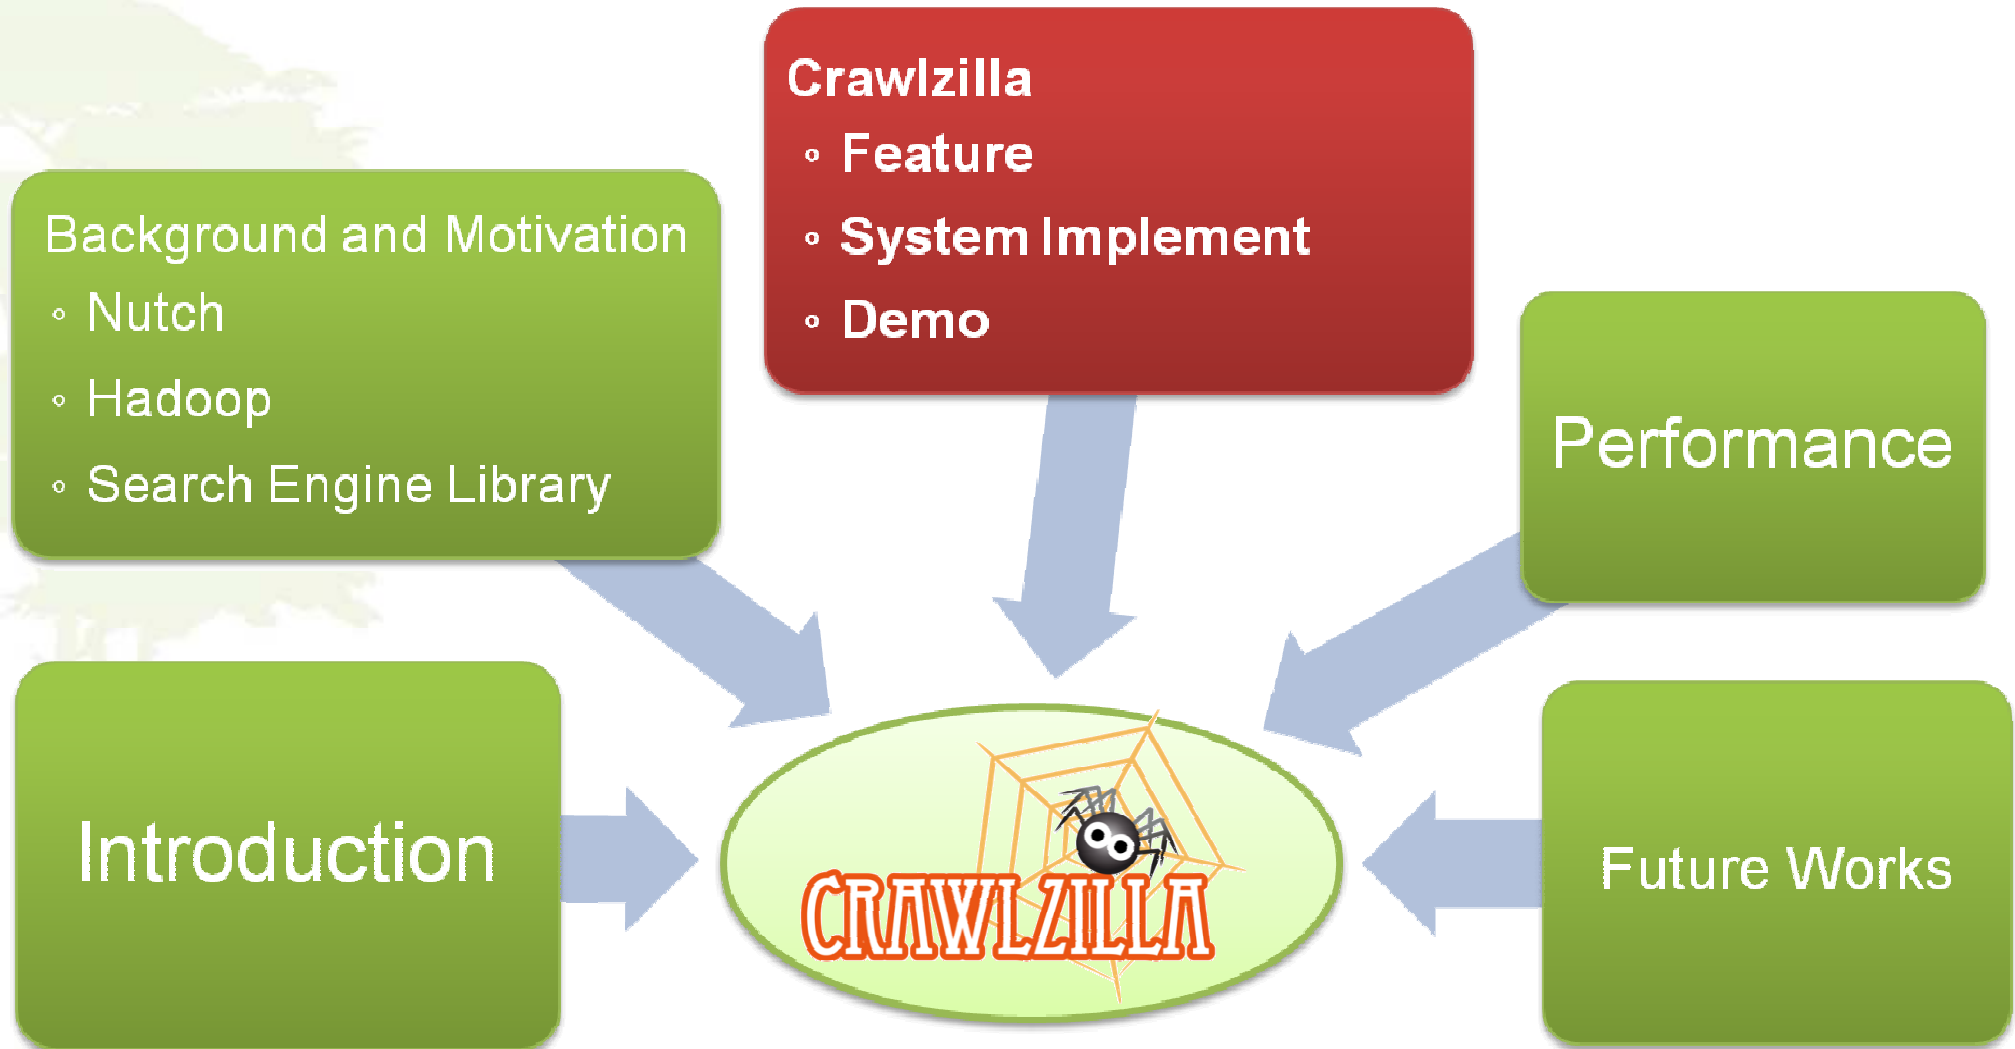 Crawlzilla
◦ Feature
◦ System Implement
◦ Demo
Background and Motivation
◦ Nutch
◦ Hadoop
◦ Search Engine Library
Performance
Introduction
Future Works
CRAWLZILLA